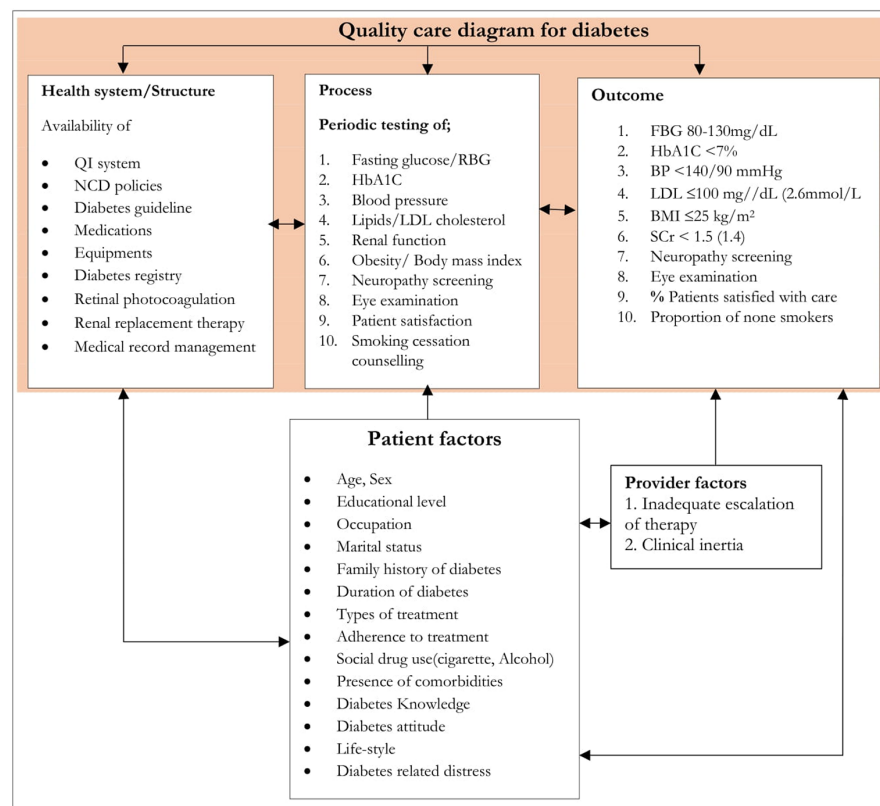 Quality care diagram for diabetes
Health system/Structure
Availability of
• QI system
• NCD policies
• Diabetes guideline
• Medications
• Equipments
• Diabetes registry
• Retinal photocoagulation
• Renal replacement therapy
• Medical record management
Process
Periodic testing of;
1. Fasting glucose/RBG
2. HbA1C
3. Blood pressure
4. Lipids/LDL cholesterol
5. Renal function
6. Obesity/ Body mass index
7. Neuropathy screening
8. Eye examination
9. Patient satisfaction
10. Smoking cessation
counselling
Outcome
1. FBG 80-130mg/dL
2. HbA1C <7%
3. BP <140/90 mmHg
4. LDL ≤100 mg//dL (2.6mmol/L
5. BMI ≤25 kg/m²
6. SCr < 1.5 (1.4)
7. Neuropathy screening
8. Eye examination
9. % Patients satisfied with care
10. Proportion of none smokers
Patient factors
• Age, Sex
• Educational level
• Occupation
• Marital status
• Family history of diabetes
• Duration of diabetes
• Types of treatment
• Adherence to treatment
• Social drug use(cigarette, Alcohol)
• Presence of comorbidities
• Diabetes Knowledge
• Diabetes attitude
• Life-style
• Diabetes related distress
Provider factors
1. Inadequate escalation
of therapy
2. Clinical inertia